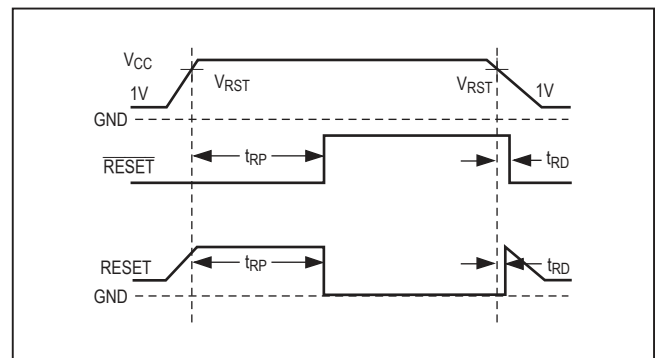 VCC
1V
VRST
VRST
1V
GND
RESET
tRP
tRD
RESET
tRP
tRD
GND